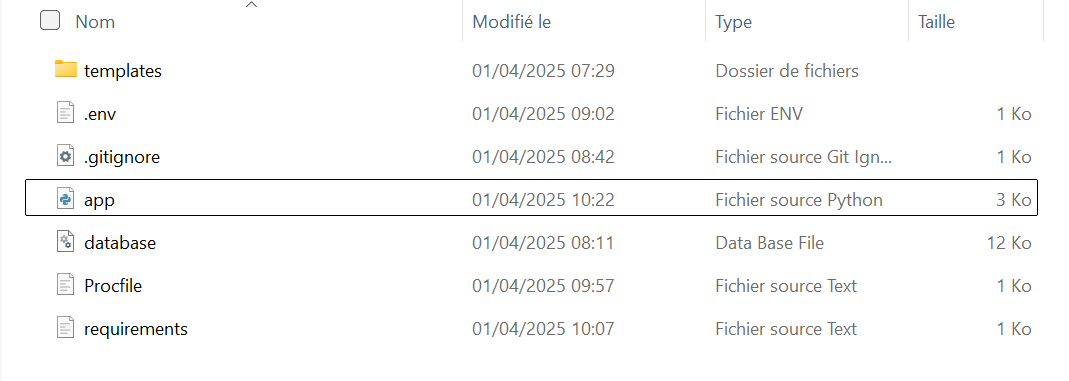 Nom Modifié le Type Taille
templates 01/04/2025 07:29 Dossier de fichiers
.env 01/04/2025 09:02 Fichier ENV 1 Ko
.gitignore 01/04/2025 08:42 Fichier source Git Ign... 1 Ko
app 01/04/2025 10:22 Fichier source Python 3 Ko
database 01/04/2025 08:11 Data Base File 12 Ko
Procfile 01/04/2025 09:57 Fichier source Text 1 Ko
requirements 01/04/2025 10:07 Fichier source Text 1 Ko